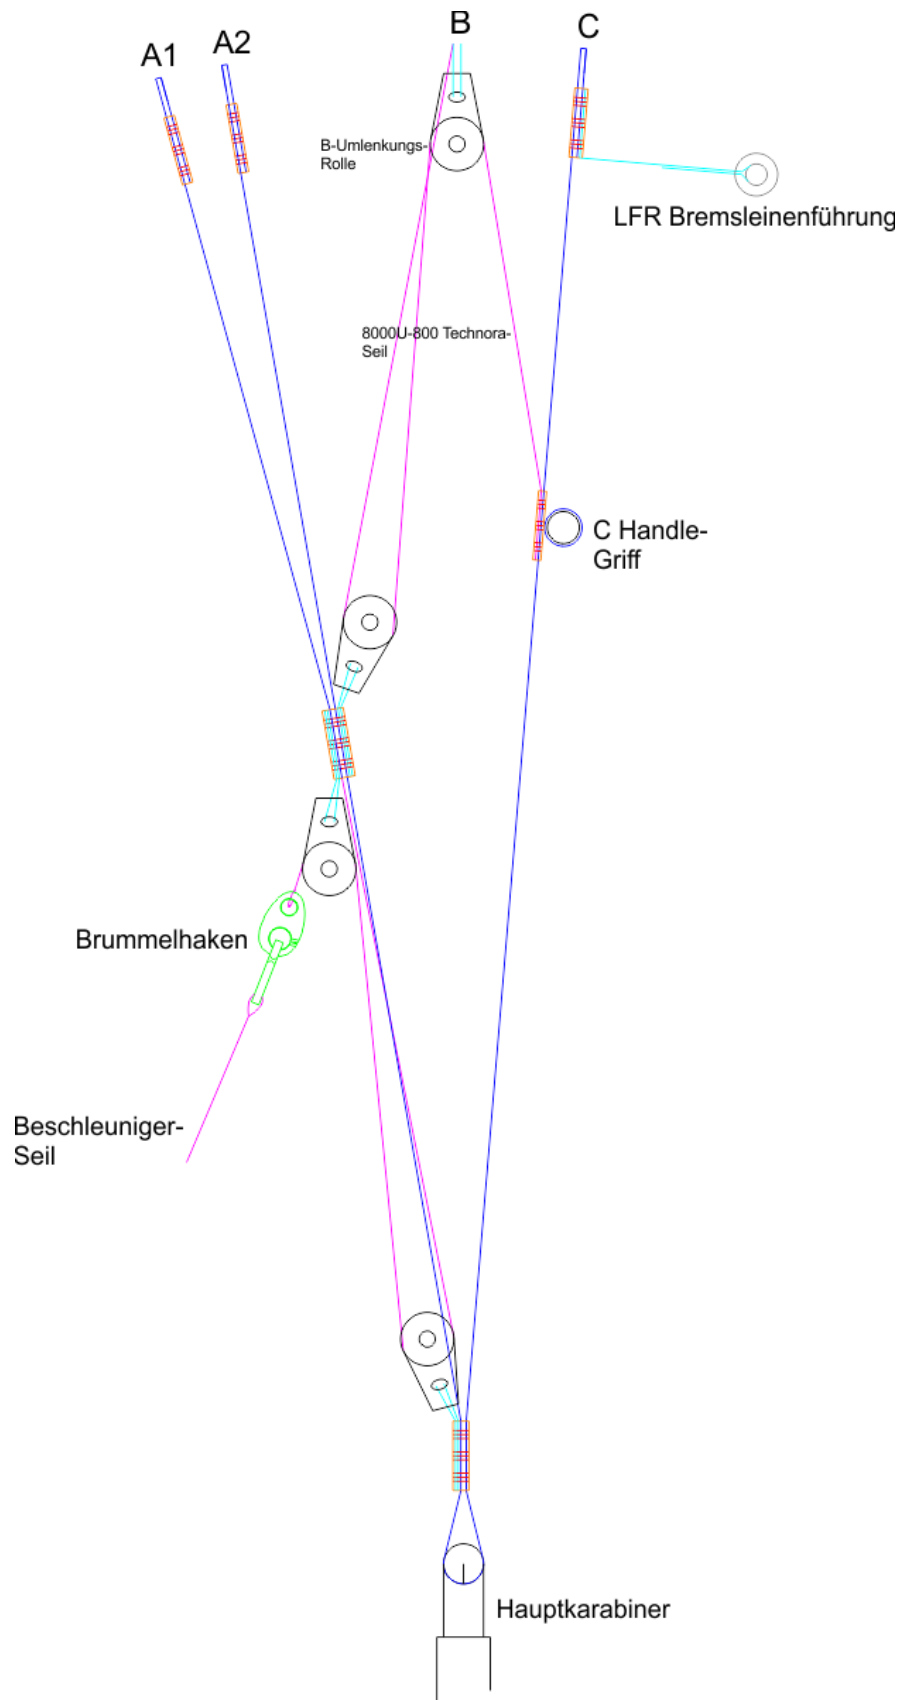 A1
A2
B
C
B-Umlenkungs-
Rolle
LFR Bremsleinenführung
8000U-800 Technora-
Seil
C Handle-
Griff
Brummelhaken
Beschleuniger-
Seil
Hauptkarabiner